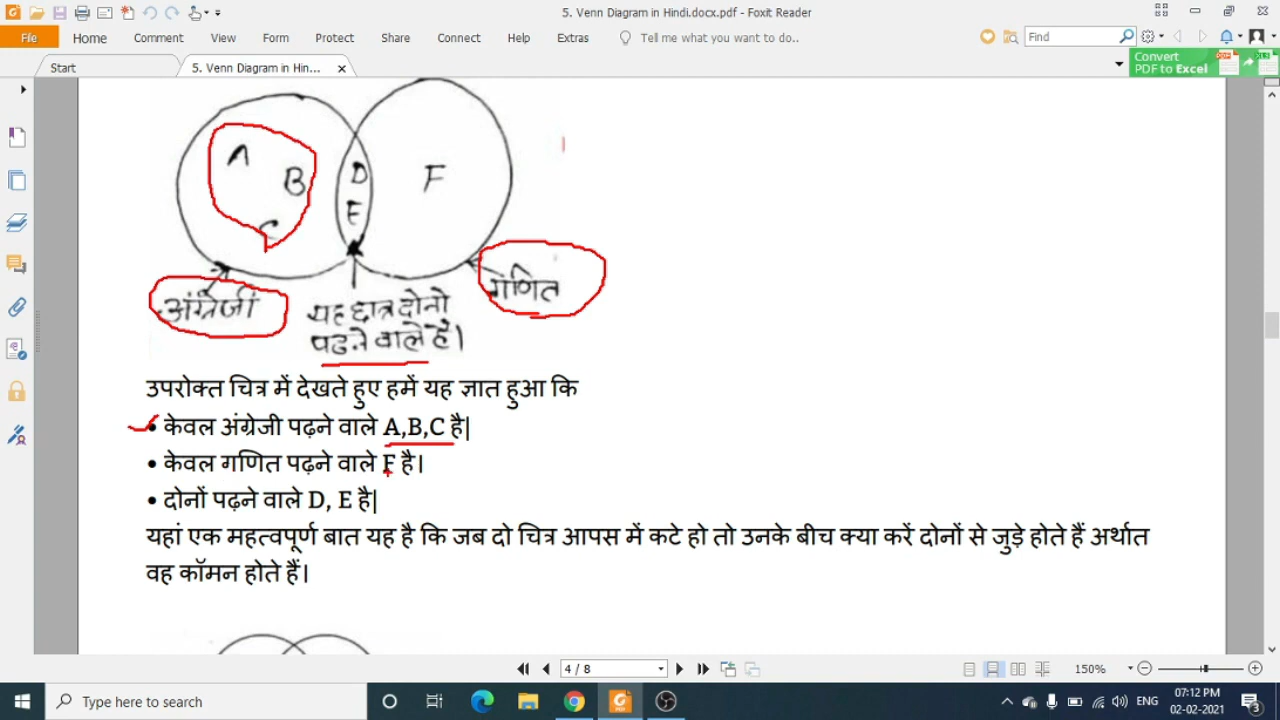 5. Venn Diagram in Hindi.docx.pdf - Foxit Reader
File Home Comment View Form Protect Share Connect Help Extras Tell me what you want to do.. Find
Start 5. Venn Diagram in Hin...
Convert
PDF to Excel
A B C D E F
अंग्रेजी
गणित
यह छात्र दोनो
पढने वाले है।
उपरोक्त चित्र में देखते हुए हमें यह ज्ञात हुआ कि
• केवल अंग्रेजी पढ़ने वाले A,B,C है|
• केवल गणित पढ़ने वाले F है।
• दोनों पढ़ने वाले D, E है|
यहां एक महत्वपूर्ण बात यह है कि जब दो चित्र आपस में कटे हो तो उनके बीच क्या करें दोनों से जुड़े होते हैं अर्थात
वह कॉमन होते हैं।
4 / 8 150%
Type here to search ENG 07:12 PM
02-02-2021 3